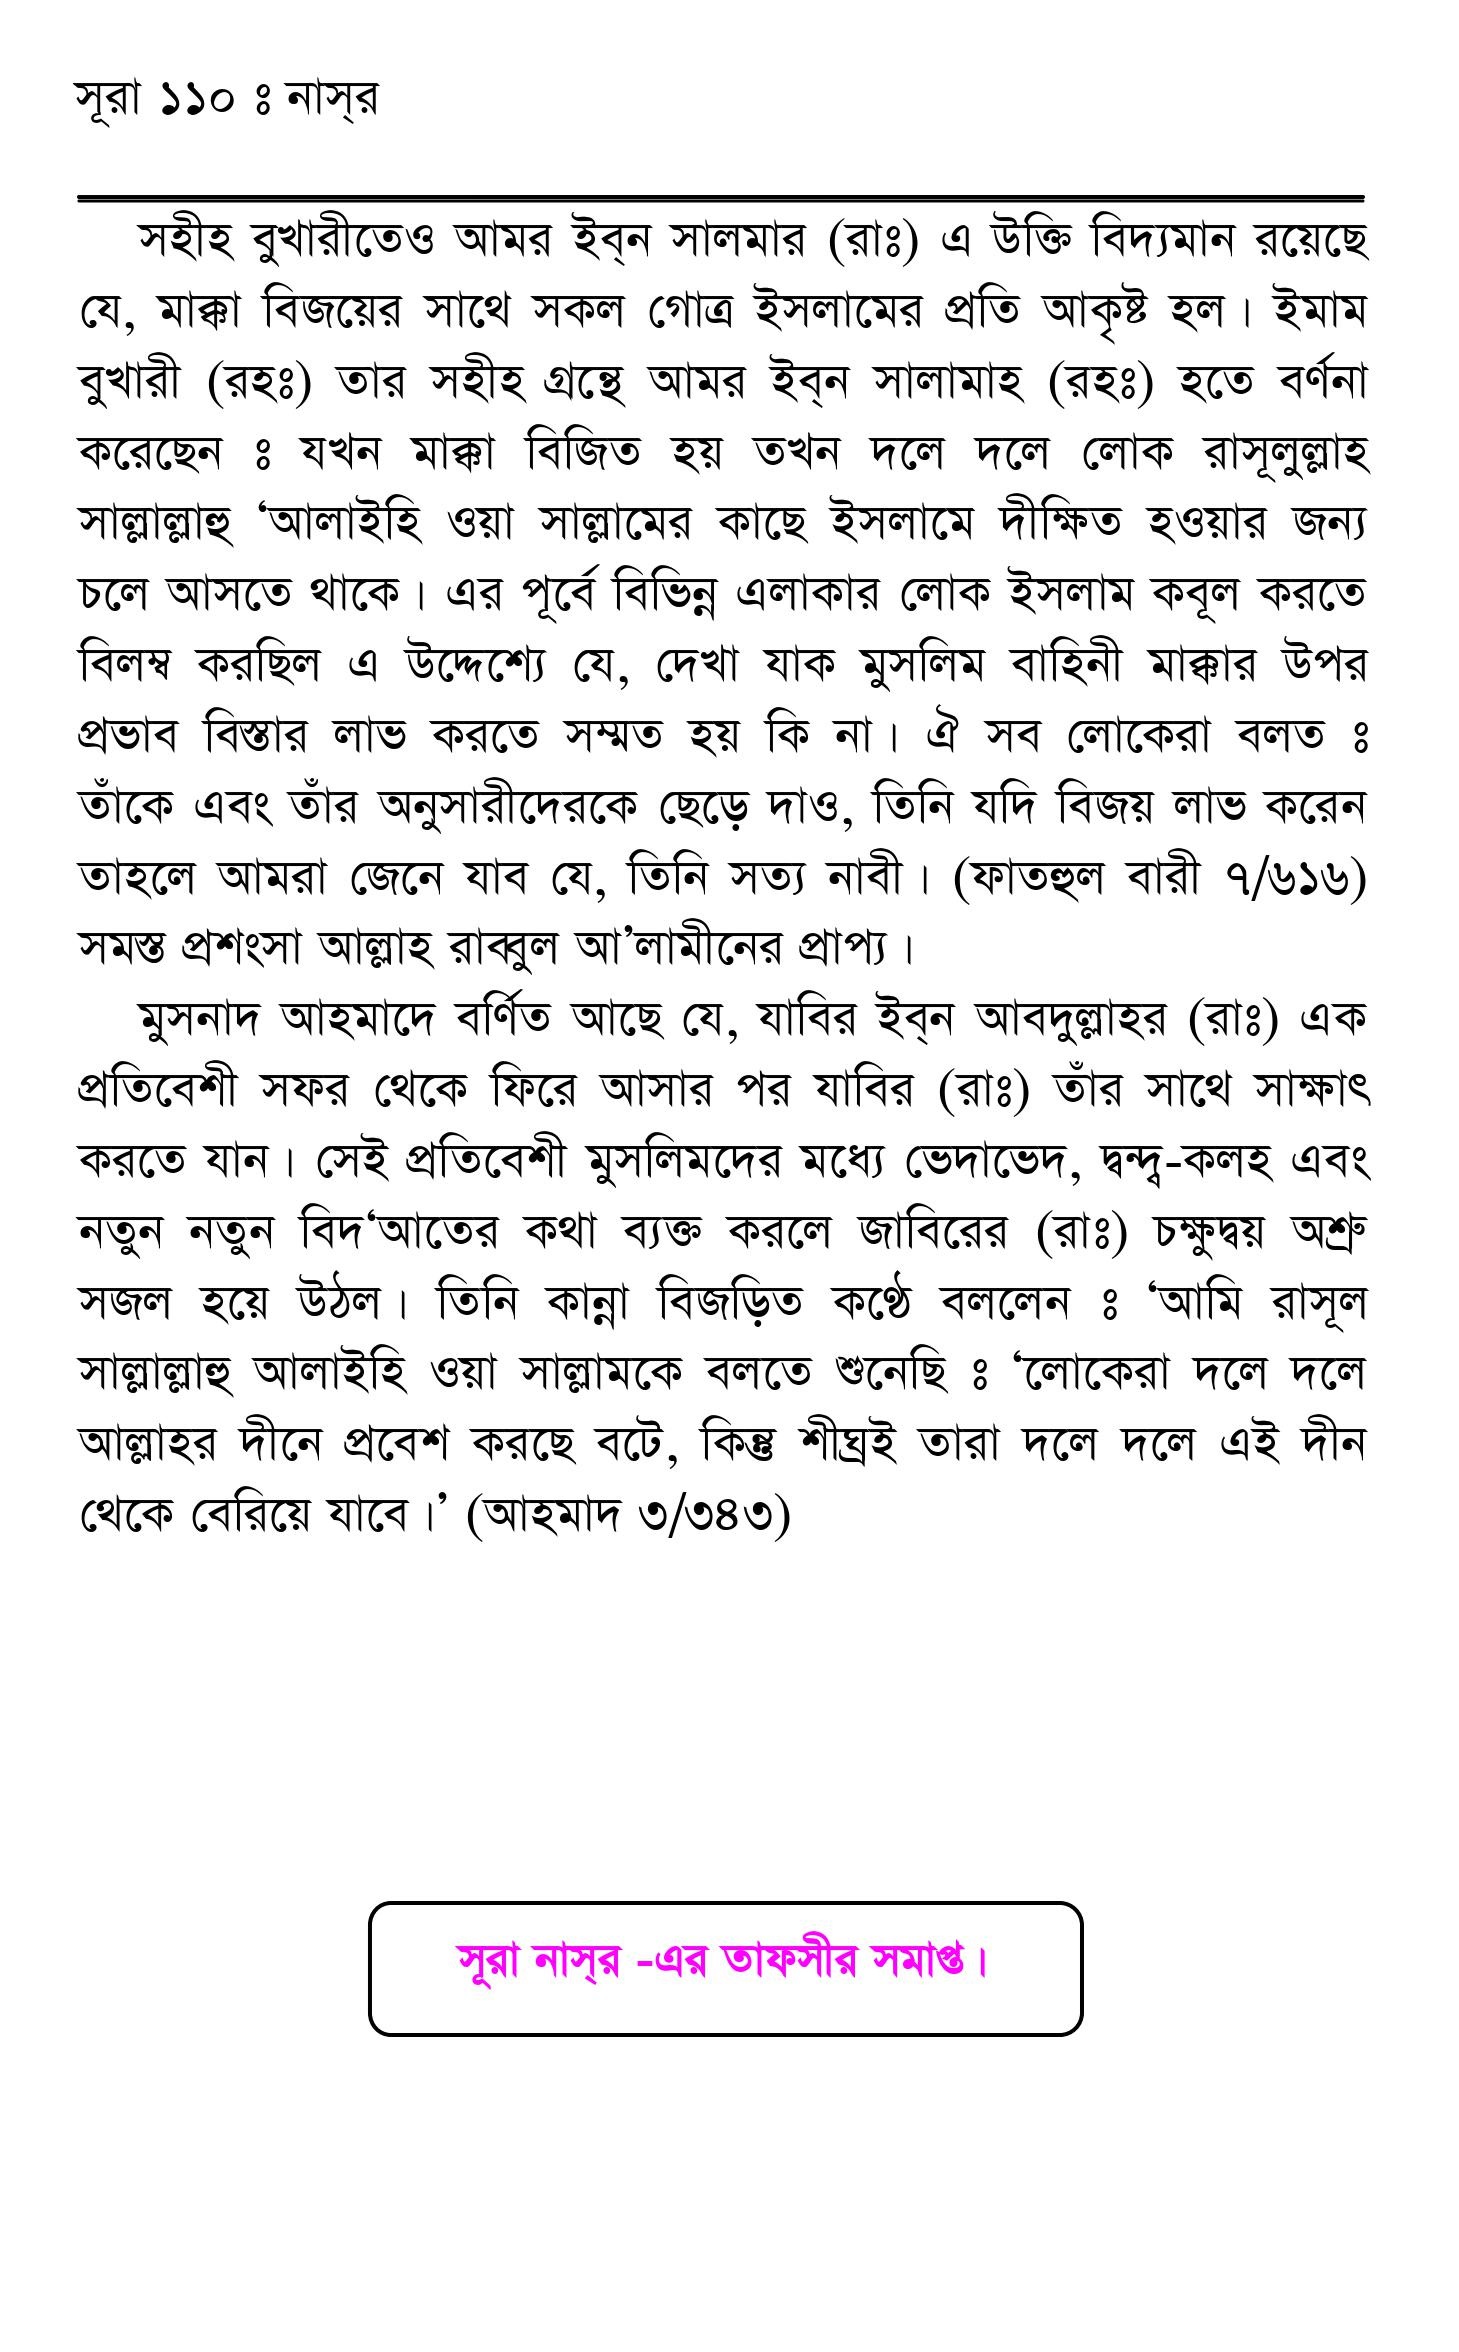 সূরা ১১০ ঃ নাস্‌র
সহীহ বুখারীতেও আমর ইব্‌ন সালমার (রাঃ) এ উক্তি বিদ্যমান রয়েছে
যে, মাক্কা বিজয়ের সাথে সকল গোত্র ইসলামের প্রতি আকৃষ্ট হল। ইমাম
বুখারী (রহঃ) তার সহীহ গ্রন্থে আমর ইব্‌ন সালামাহ (রহঃ) হতে বর্ণনা
করেছেন ঃ যখন মাক্কা বিজিত হয় তখন দলে দলে লোক রাসূলুল্লাহ
সাল্লাল্লাহু ‘আলাইহি ওয়া সাল্লামের কাছে ইসলামে দীক্ষিত হওয়ার জন্য
চলে আসতে থাকে। এর পূর্বে বিভিন্ন এলাকার লোক ইসলাম কবূল করতে
বিলম্ব করছিল এ উদ্দেশ্যে যে, দেখা যাক মুসলিম বাহিনী মাক্কার উপর
প্রভাব বিস্তার লাভ করতে সম্মত হয় কি না। ঐ সব লোকেরা বলত ঃ
তাঁকে এবং তাঁর অনুসারীদেরকে ছেড়ে দাও, তিনি যদি বিজয় লাভ করেন
তাহলে আমরা জেনে যাব যে, তিনি সত্য নাবী। (ফাতহুল বারী ৭/৬১৬)
সমস্ত প্রশংসা আল্লাহ রাব্বুল আ’লামীনের প্রাপ্য।
মুসনাদ আহমাদে বর্ণিত আছে যে, যাবির ইব্‌ন আবদুল্লাহর (রাঃ) এক
প্রতিবেশী সফর থেকে ফিরে আসার পর যাবির (রাঃ) তাঁর সাথে সাক্ষাৎ
করতে যান। সেই প্রতিবেশী মুসলিমদের মধ্যে ভেদাভেদ, দ্বন্দ্ব-কলহ এবং
নতুন নতুন বিদ‘আতের কথা ব্যক্ত করলে জাবিরের (রাঃ) চক্ষুদ্বয় অশ্রু
সজল হয়ে উঠল। তিনি কান্না বিজড়িত কণ্ঠে বললেন ঃ ‘আমি রাসূল
সাল্লাল্লাহু আলাইহি ওয়া সাল্লামকে বলতে শুনেছি ঃ ‘লোকেরা দলে দলে
আল্লাহর দীনে প্রবেশ করছে বটে, কিন্তু শীঘ্রই তারা দলে দলে এই দীন
থেকে বেরিয়ে যাবে।’ (আহমাদ ৩/৩৪৩)
সূরা নাস্‌র -এর তাফসীর সমাপ্ত।